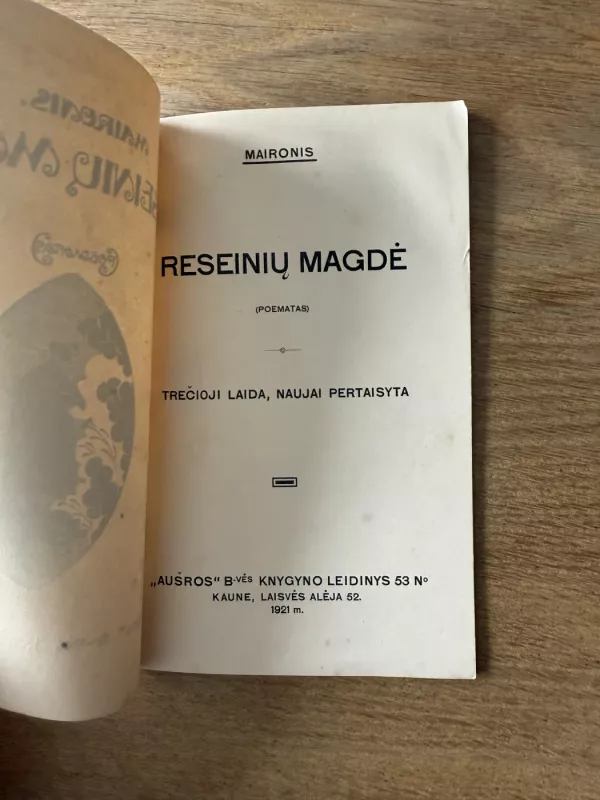 MAIRONIS
RESEINIŲ MAGDĖ
(POEMATAS)
TREČIOJI LAIDA, NAUJAI PERTAISYTA
„AUŠROS“ B-VĖS KNYGYNO LEIDINYS 53 Nº
KAUNE, LAISVĖS ALĖJA 52.
1921 m.
MAIRONIS.